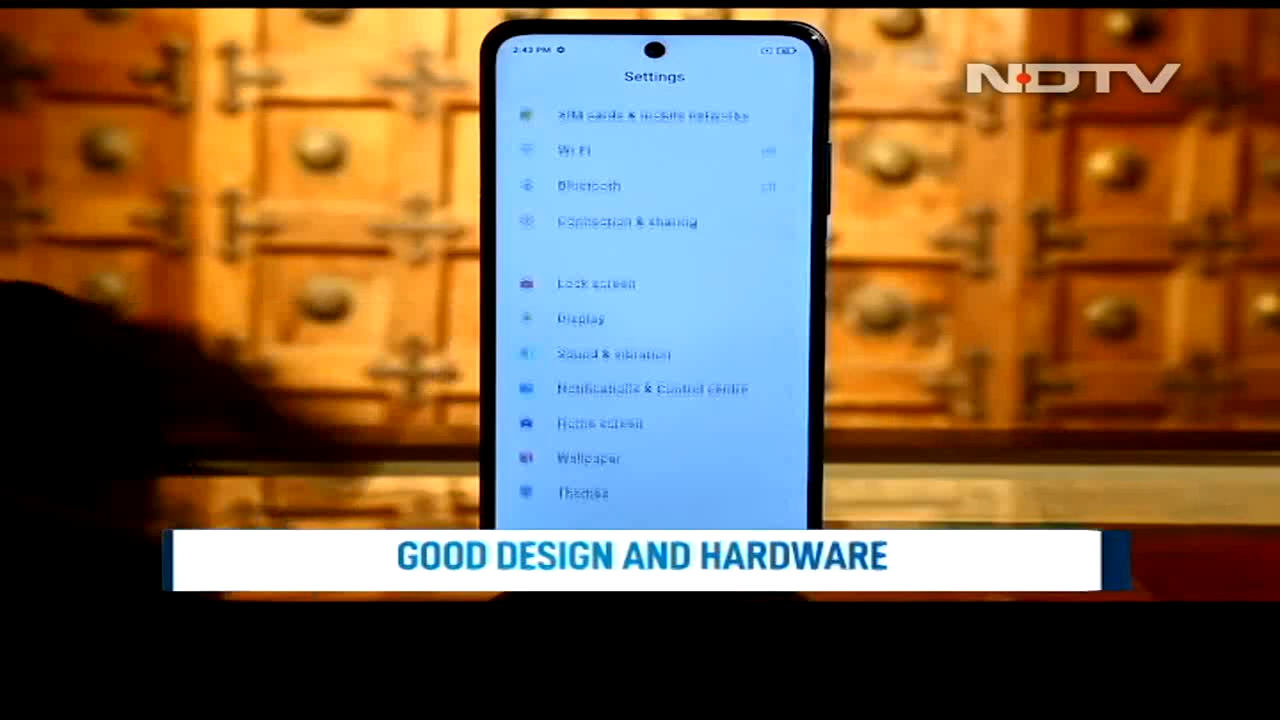 2:43 PM
NDTV
Settings
SIM cards & mobile networks
Wi-Fi
Bluetooth
Off
Connection & sharing
Lock screen
Display
Sound & vibration
Notifications & Control centre
Home screen
Wallpaper
Themes
GOOD DESIGN AND HARDWARE